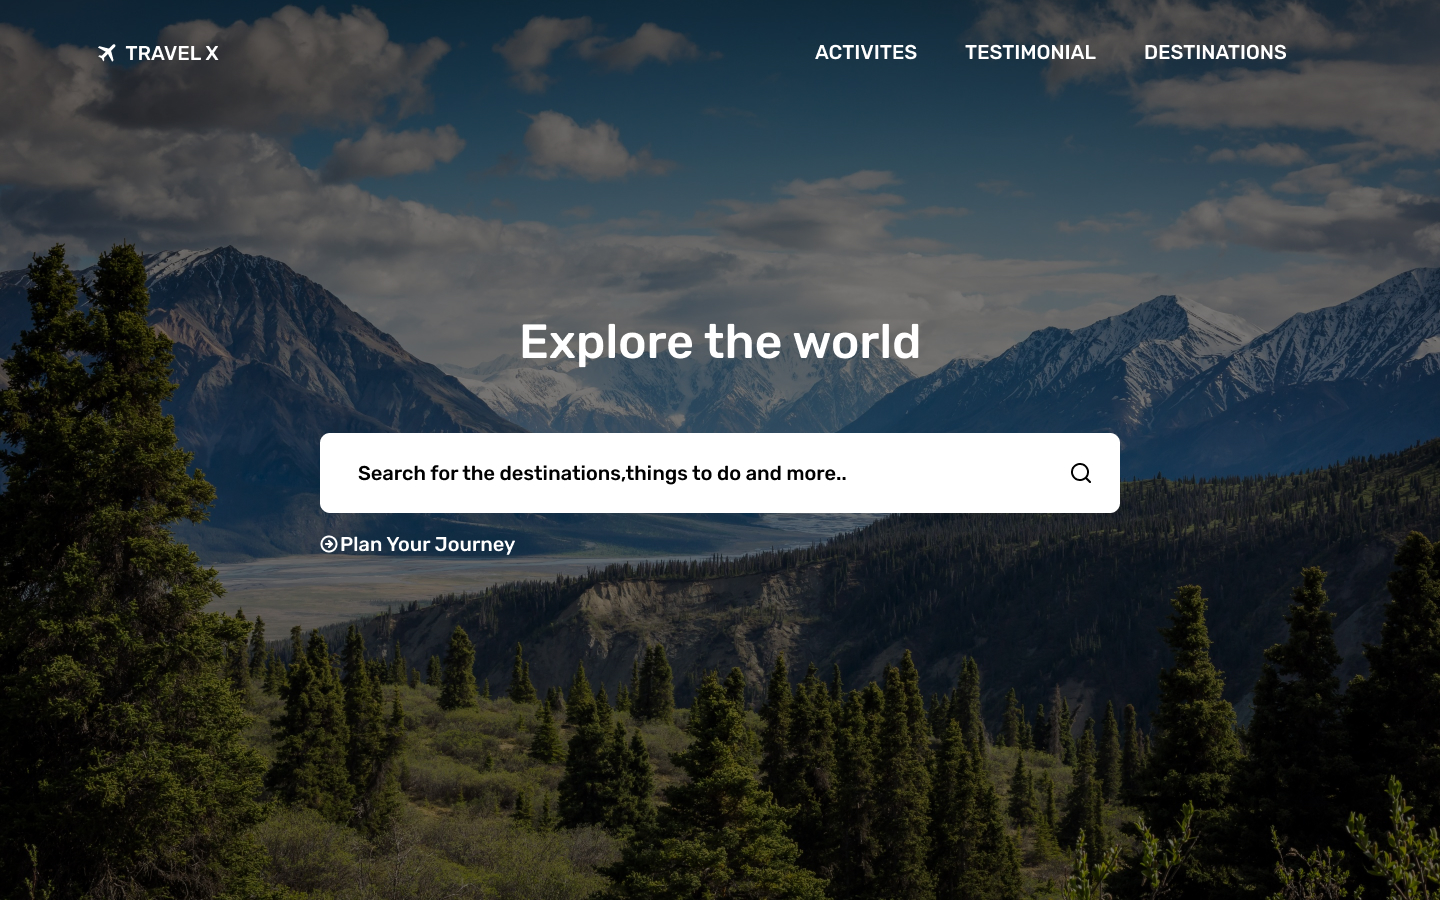 TRAVEL X
ACTIVITES
TESTIMONIAL
DESTINATIONS
Explore the world
Search for the destinations,things to do and more..
Plan Your Journey